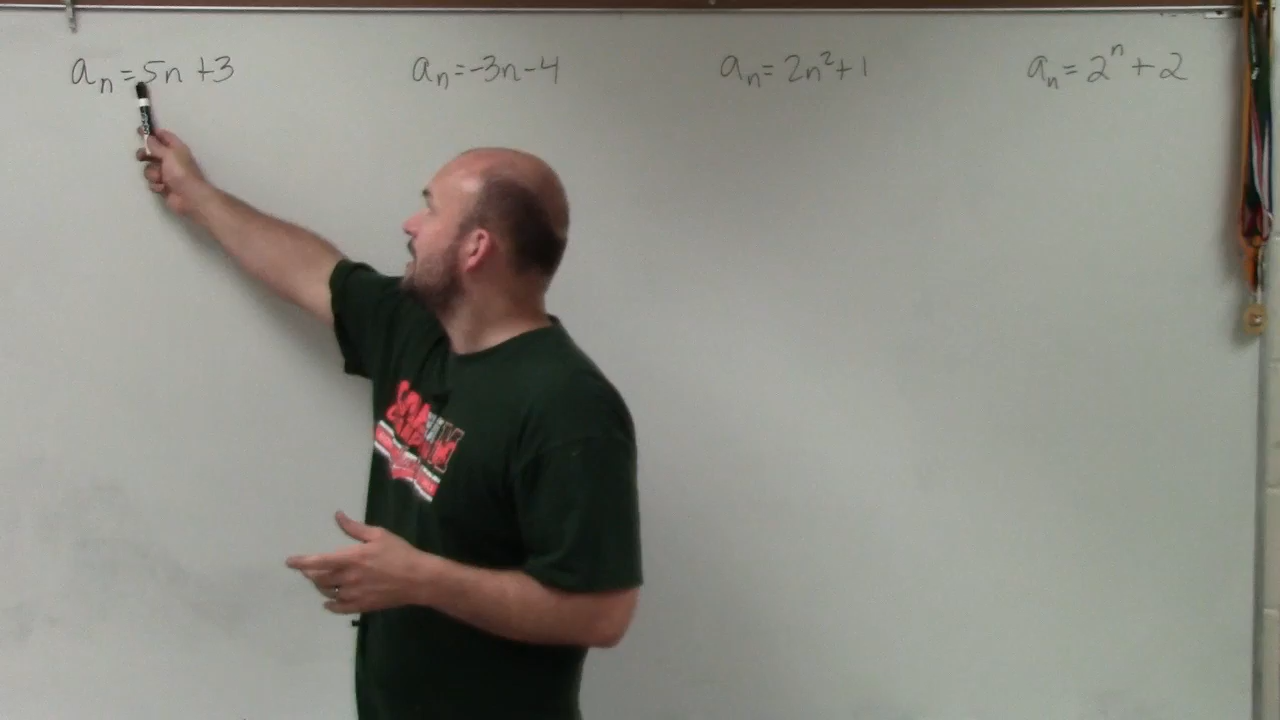 aₙ = 5n + 3
aₙ = -3n - 4
aₙ = 2n² + 1
aₙ = 2ⁿ + 2